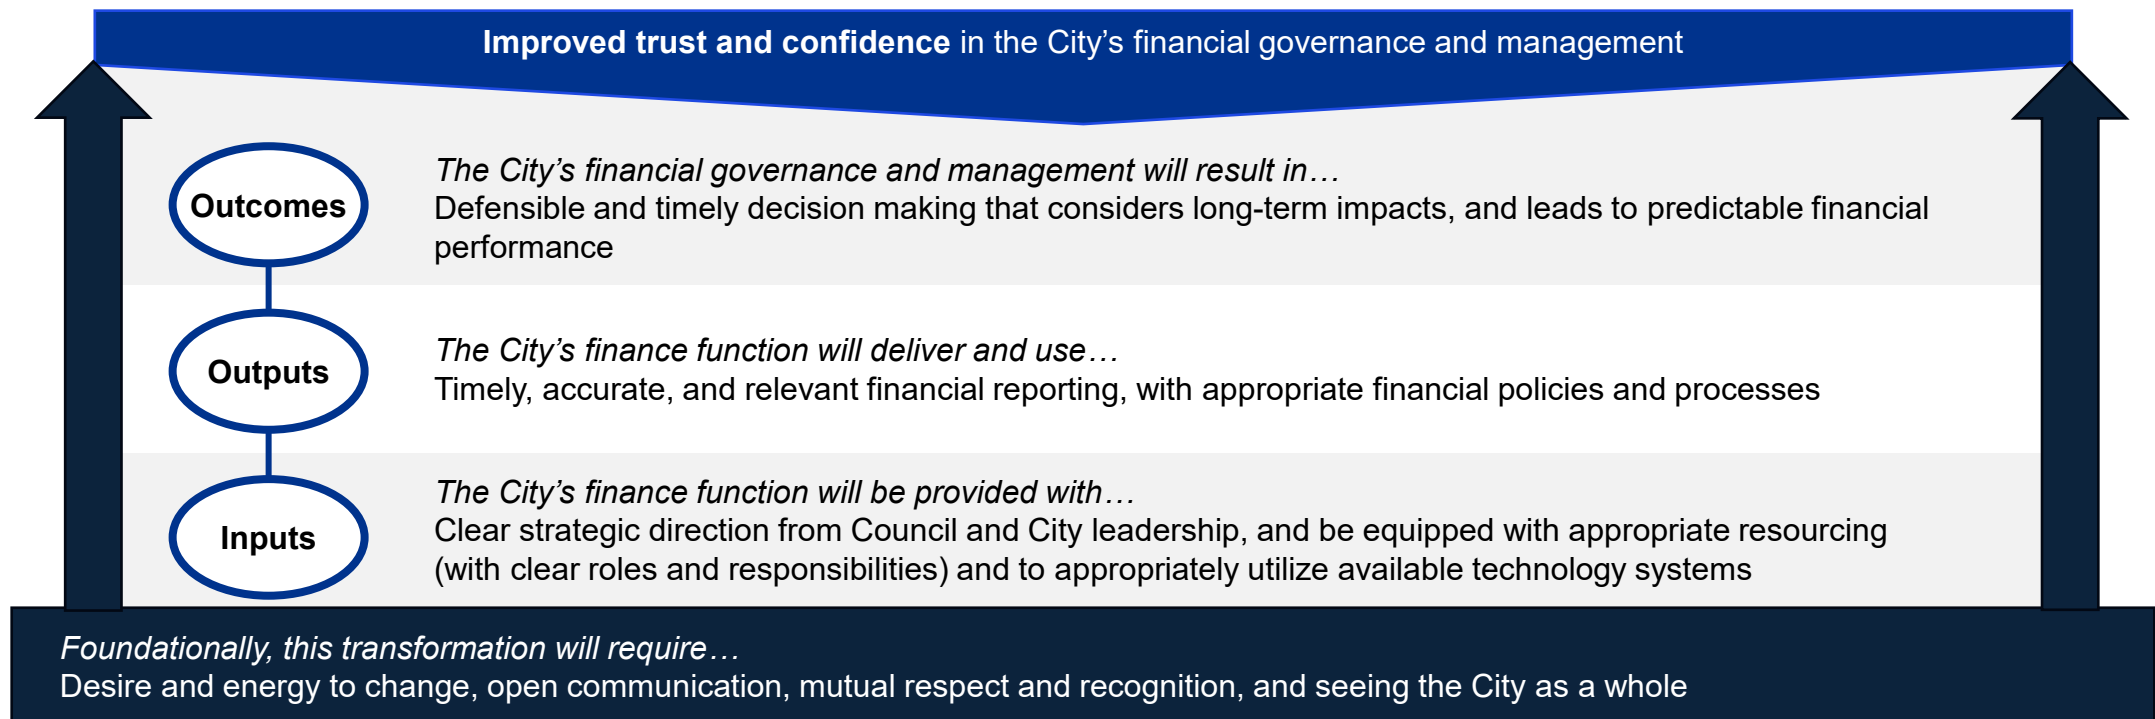 Improved trust and confidence in the City’s financial governance and management
Outcomes
The City’s financial governance and management will result in…
Defensible and timely decision making that considers long-term impacts, and leads to predictable financial
performance
Outputs
The City’s finance function will deliver and use…
Timely, accurate, and relevant financial reporting, with appropriate financial policies and processes
Inputs
The City’s finance function will be provided with…
Clear strategic direction from Council and City leadership, and be equipped with appropriate resourcing
(with clear roles and responsibilities) and to appropriately utilize available technology systems
Foundationally, this transformation will require…
Desire and energy to change, open communication, mutual respect and recognition, and seeing the City as a whole